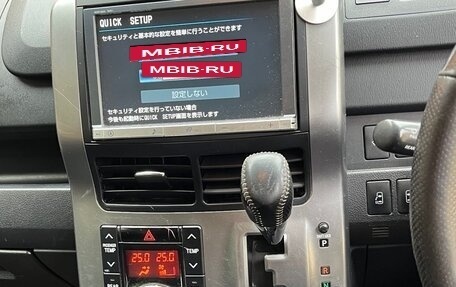 QUICK SETUP
セキュリティと基本的な設定を簡単に行うことができます
MBIB-RU
MBIB-RU
設定しない
セキュリティ設定を行っていない場合
今後も起動時にQUICK SETUP画面を表示します
TEMP
TEMP
25.0
25.0
REAR
P
R
N